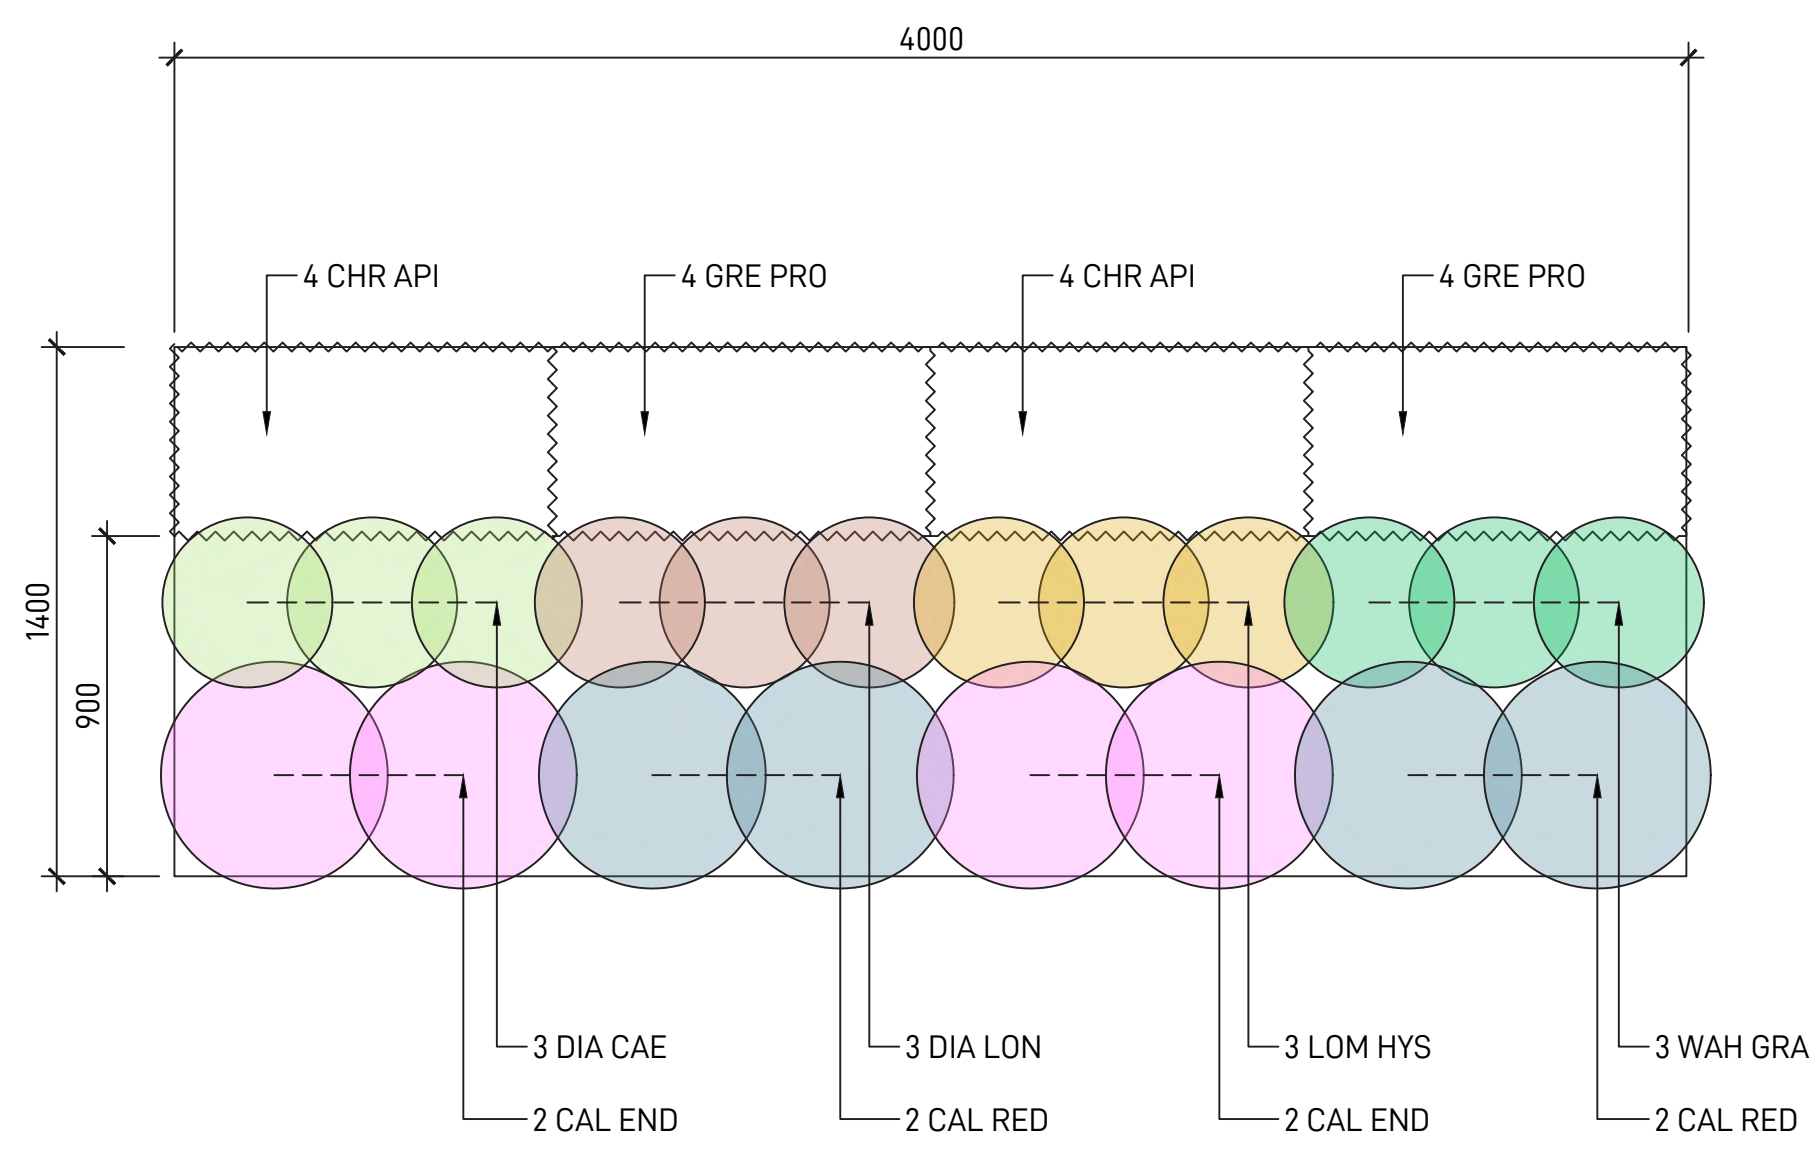 4000
4 CHR API
4 GRE PRO
4 CHR API
4 GRE PRO
1400
900
3 DIA CAE
3 DIA LON
3 LOM HYS
3 WAH GRA
2 CAL END
2 CAL RED
2 CAL END
2 CAL RED